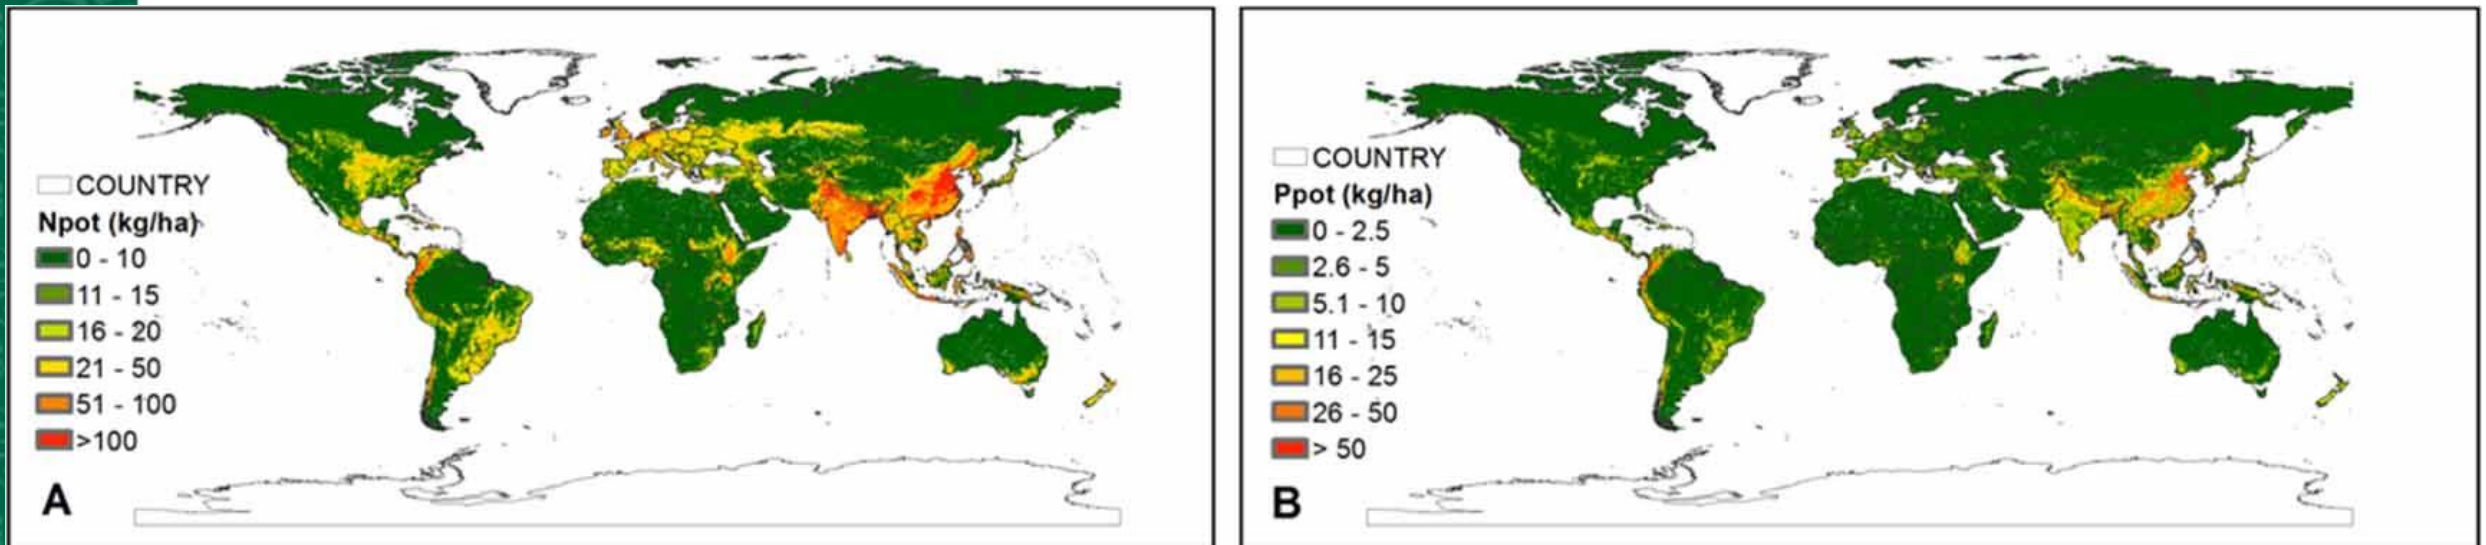 COUNTRY
Npot (kg/ha)
0 - 10
11 - 15
16 - 20
21 - 50
51 - 100
>100
A
COUNTRY
Ppot (kg/ha)
0 - 2.5
2.6 - 5
5.1 - 10
11 - 15
16 - 25
26 - 50
> 50
B